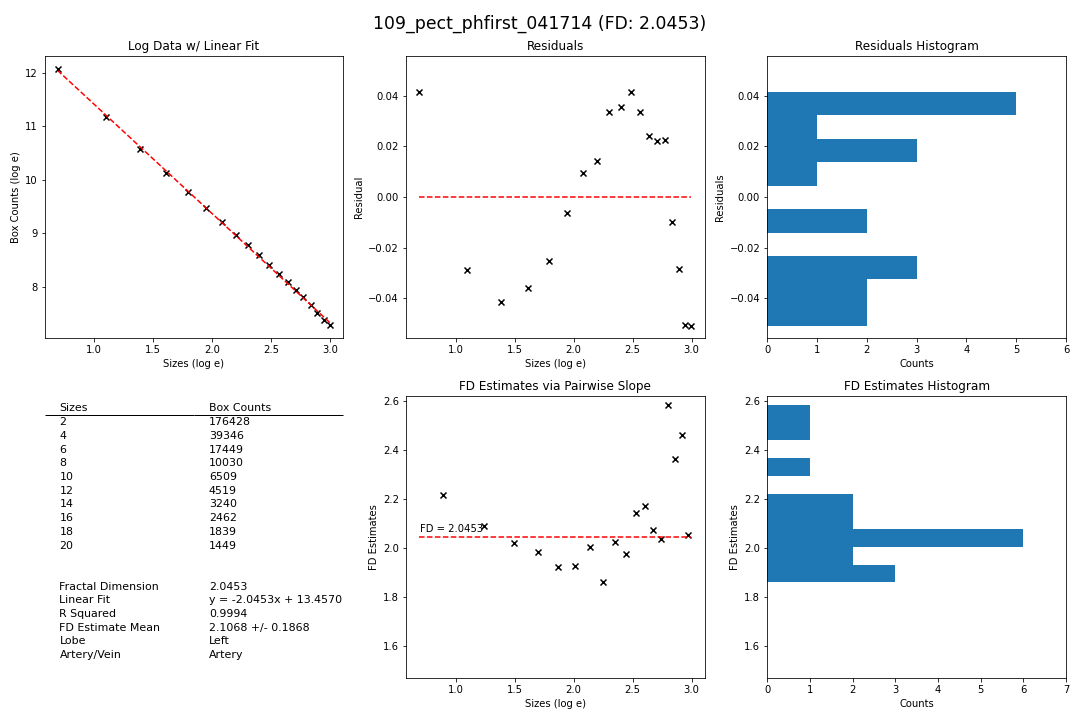 109_pect_phfirst_041714 (FD: 2.0453)
Log Data w/ Linear Fit
Box Counts (log e)
12
11
10
9
8
1.0
1.5
2.0
2.5
3.0
Sizes (log e)
Residuals
Residual
0.04
0.02
0.00
−0.02
−0.04
1.0
1.5
2.0
2.5
3.0
Sizes (log e)
Residuals Histogram
Residuals
0.04
0.02
0.00
−0.02
−0.04
0
1
2
3
4
5
6
Counts
Sizes Box Counts
2 176428
4 39346
6 17449
8 10030
10 6509
12 4519
14 3240
16 2462
18 1839
20 1449
Fractal Dimension 2.0453
Linear Fit y = -2.0453x + 13.4570
R Squared 0.9994
FD Estimate Mean 2.1068 +/- 0.1868
Lobe Left
Artery/Vein Artery
FD Estimates via Pairwise Slope
FD Estimates
2.6
2.4
2.2
2.0
1.8
1.6
FD = 2.0453
1.0
1.5
2.0
2.5
3.0
Sizes (log e)
FD Estimates Histogram
FD Estimates
2.6
2.4
2.2
2.0
1.8
1.6
0
1
2
3
4
5
6
7
Counts